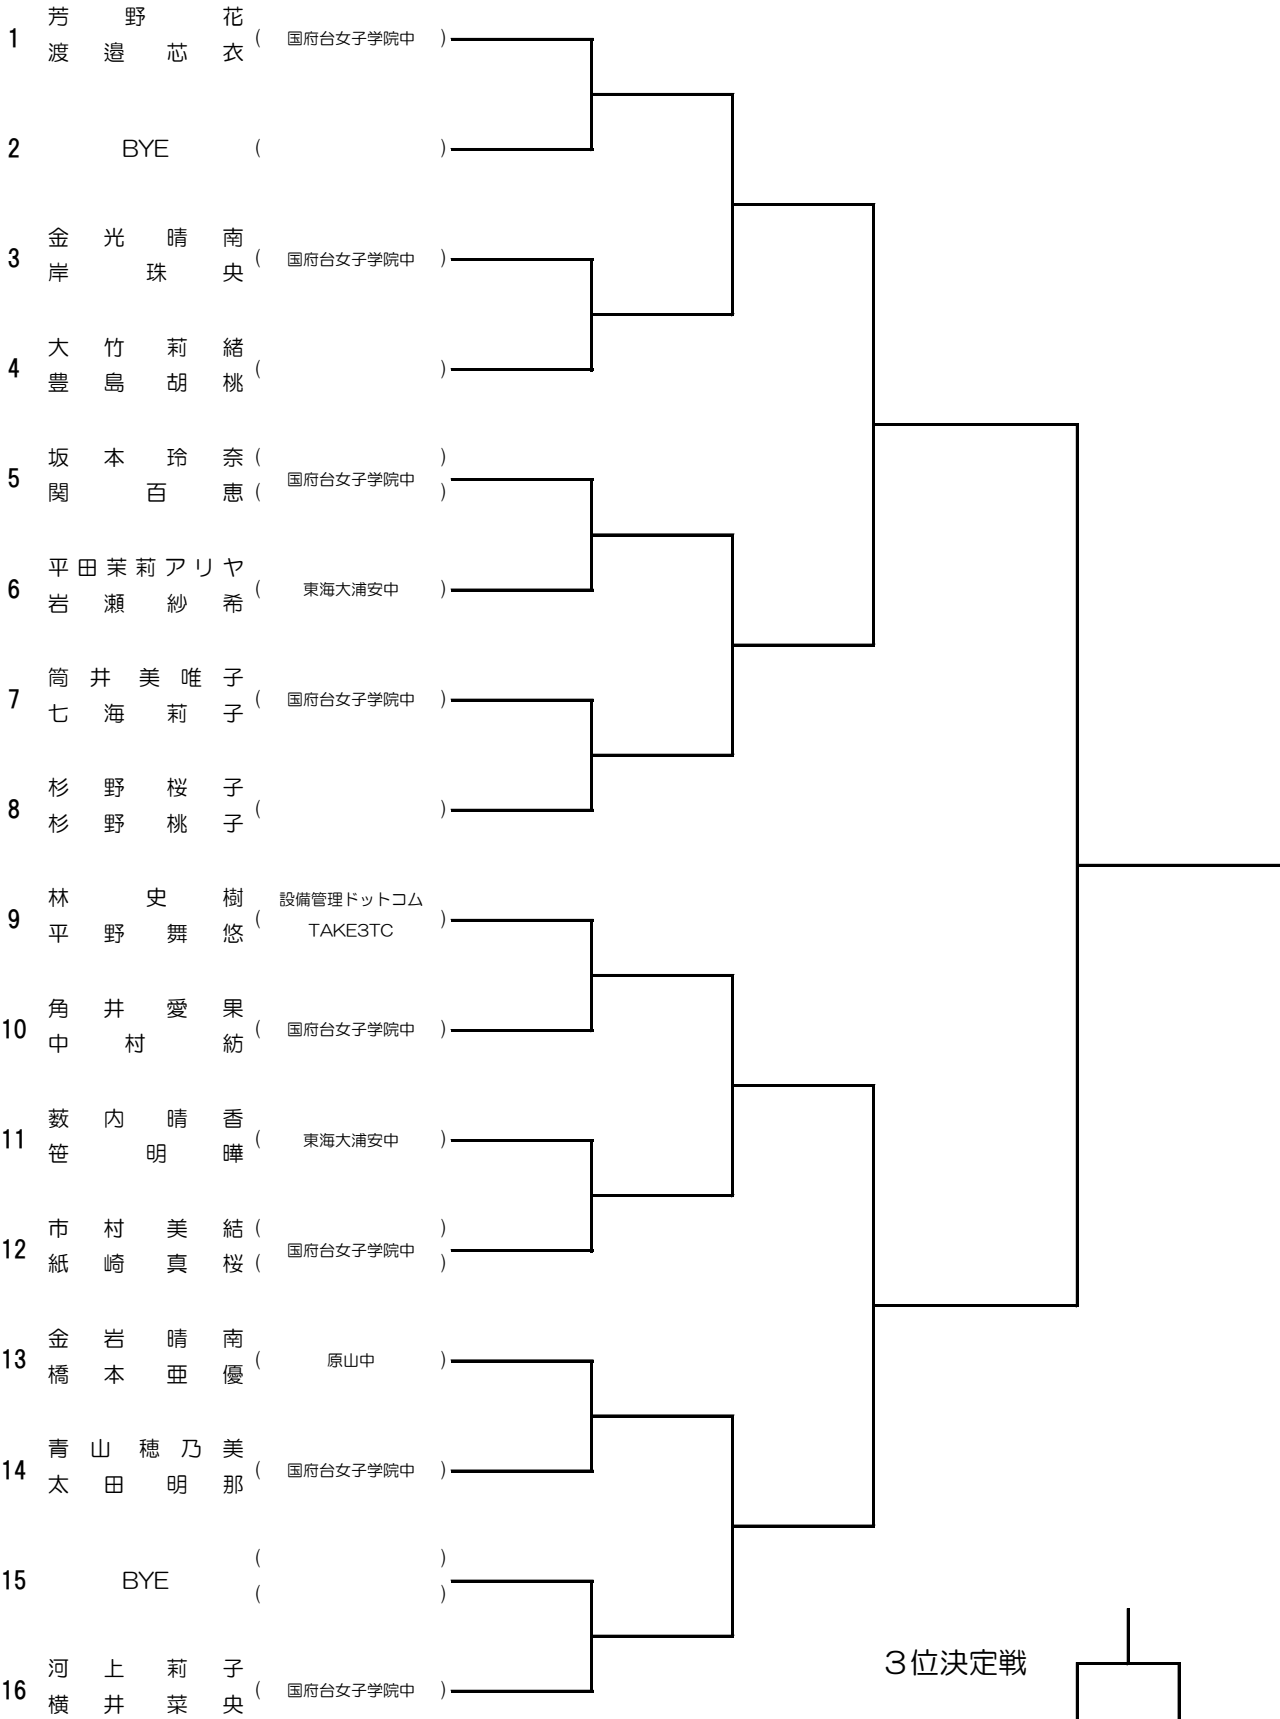 芳野花
1 ( 国府台女子学院中 )
渡邉芯衣
2 BYE ( )
金光晴南
3 ( 国府台女子学院中 )
岸珠央
大竹莉緒
4 ( )
豊島胡桃
坂本玲奈 ( )
5 国府台女子学院中
関百恵 ( )
平田茉莉アリヤ
6 ( 東海大浦安中 )
岩瀬紗希
筒井美唯子
7 ( 国府台女子学院中 )
七海莉子
杉野桜子
8 ( )
杉野桃子
林史樹 設備管理ドットコム
9 ( )
平野舞悠 TAKE3TC
角井愛果
10 ( 国府台女子学院中 )
中村紡
薮内晴香
11 ( 東海大浦安中 )
笹明曄
市村美結 ( )
12 国府台女子学院中
紙崎真桜 ( )
金岩晴南
13 ( 原山中 )
橋本亜優
青山穂乃美
14 ( 国府台女子学院中 )
太田明那
( )
15 BYE
( )
河上莉子
16 ( 国府台女子学院中 )
横井菜央
３位決定戦